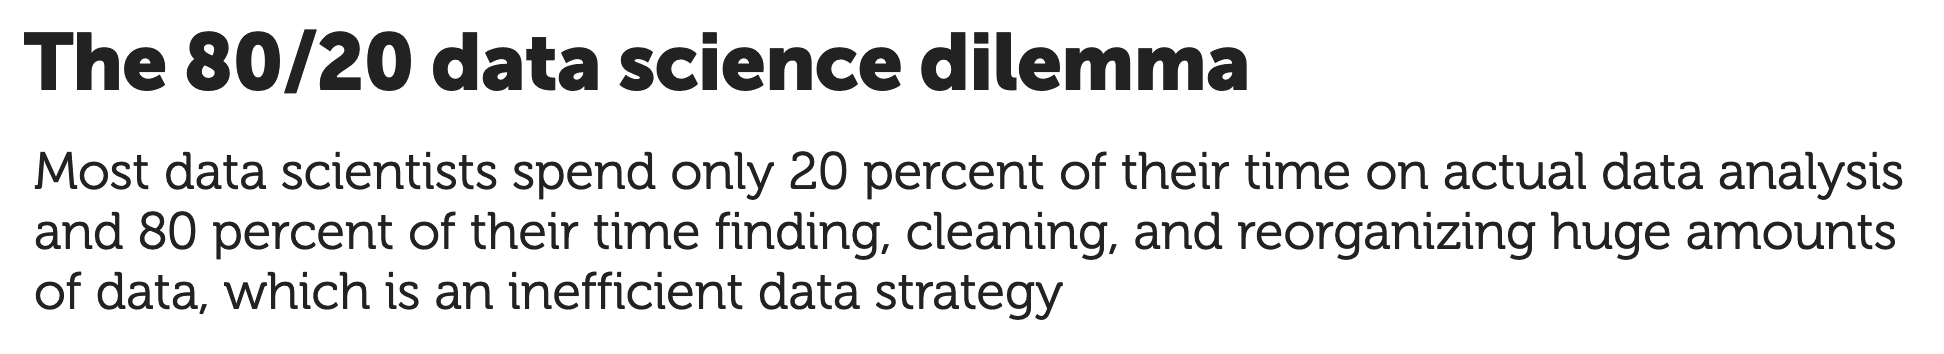 The 80/20 data science dilemma
Most data scientists spend only 20 percent of their time on actual data analysis
and 80 percent of their time finding, cleaning, and reorganizing huge amounts
of data, which is an inefficient data strategy